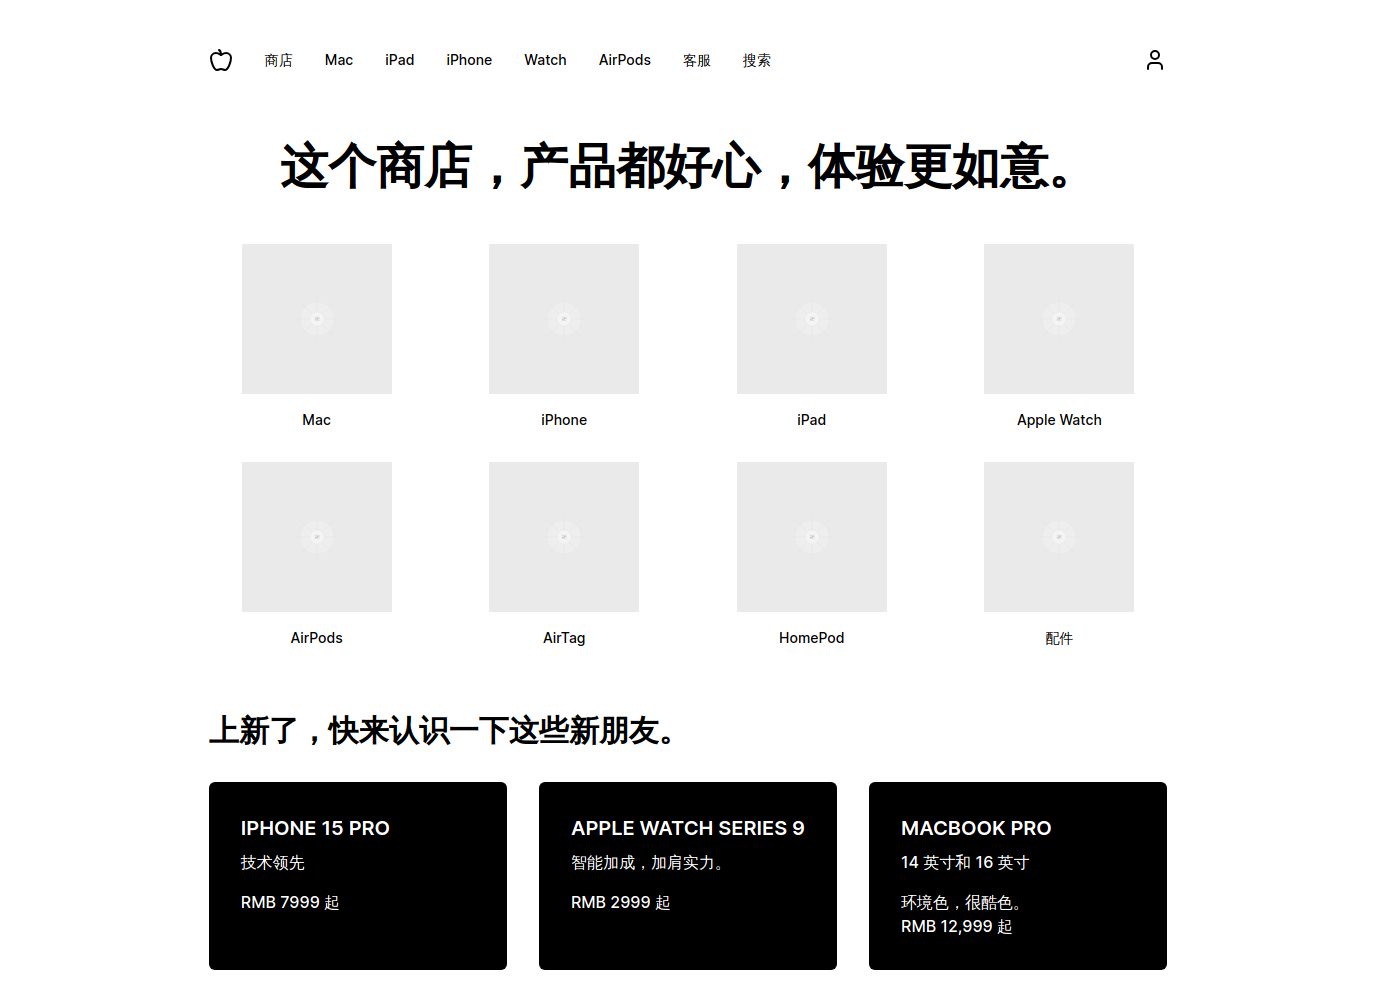 商店 Mac iPad iPhone Watch AirPods 客服 搜索
这个商店，产品都好心，体验更如意。
Mac iPhone iPad Apple Watch
AirPods AirTag HomePod 配件
上新了，快来认识一下这些新朋友。
IPHONE 15 PRO
技术领先
RMB 7999 起
APPLE WATCH SERIES 9
智能加成，加肩实力。
RMB 2999 起
MACBOOK PRO
14 英寸和 16 英寸
环境色，很酷色。
RMB 12,999 起